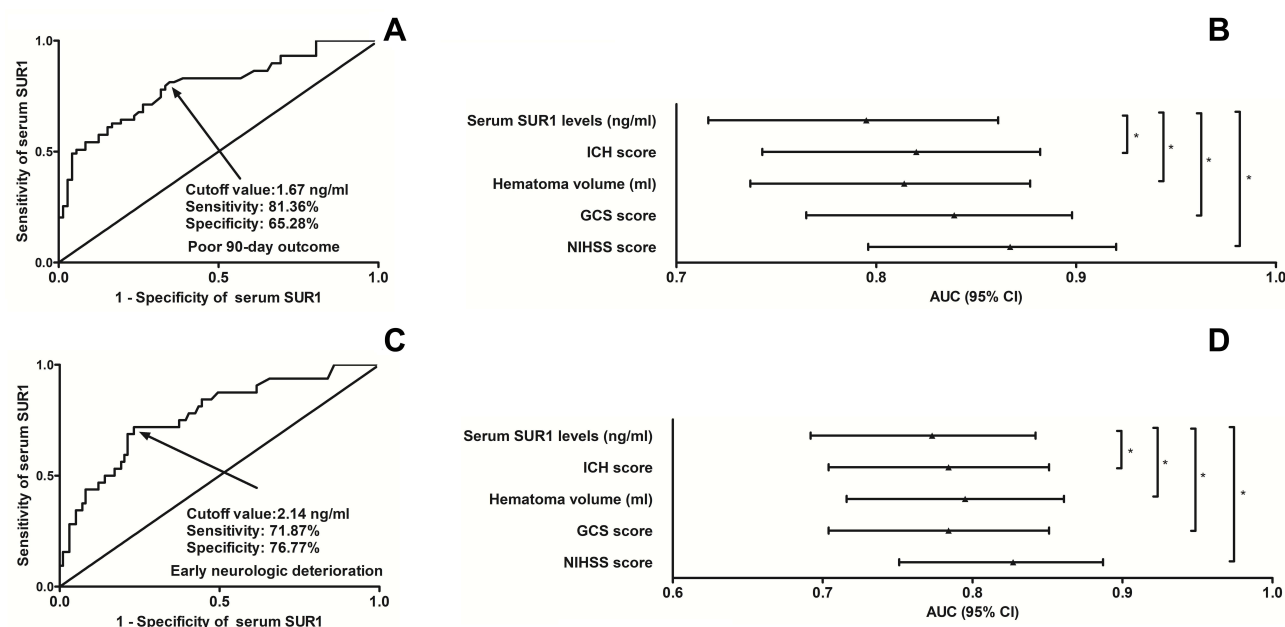 A
1.0
0.5
0.0
Sensitivity of serum SUR1
Cutoff value:1.67 ng/ml
Sensitivity: 81.36%
Specificity: 65.28%
Poor 90-day outcome
0.0 0.5 1.0
1 - Specificity of serum SUR1
B
Serum SUR1 levels (ng/ml)
ICH score
Hematoma volume (ml)
GCS score
NIHSS score
* * * *
0.7 0.8 0.9 1.0
AUC (95% CI)
C
1.0
0.5
0.0
Sensitivity of serum SUR1
Cutoff value:2.14 ng/ml
Sensitivity: 71.87%
Specificity: 76.77%
Early neurologic deterioration
0.0 0.5 1.0
1 - Specificity of serum SUR1
D
Serum SUR1 levels (ng/ml)
ICH score
Hematoma volume (ml)
GCS score
NIHSS score
* * * *
0.6 0.7 0.8 0.9 1.0
AUC (95% CI)